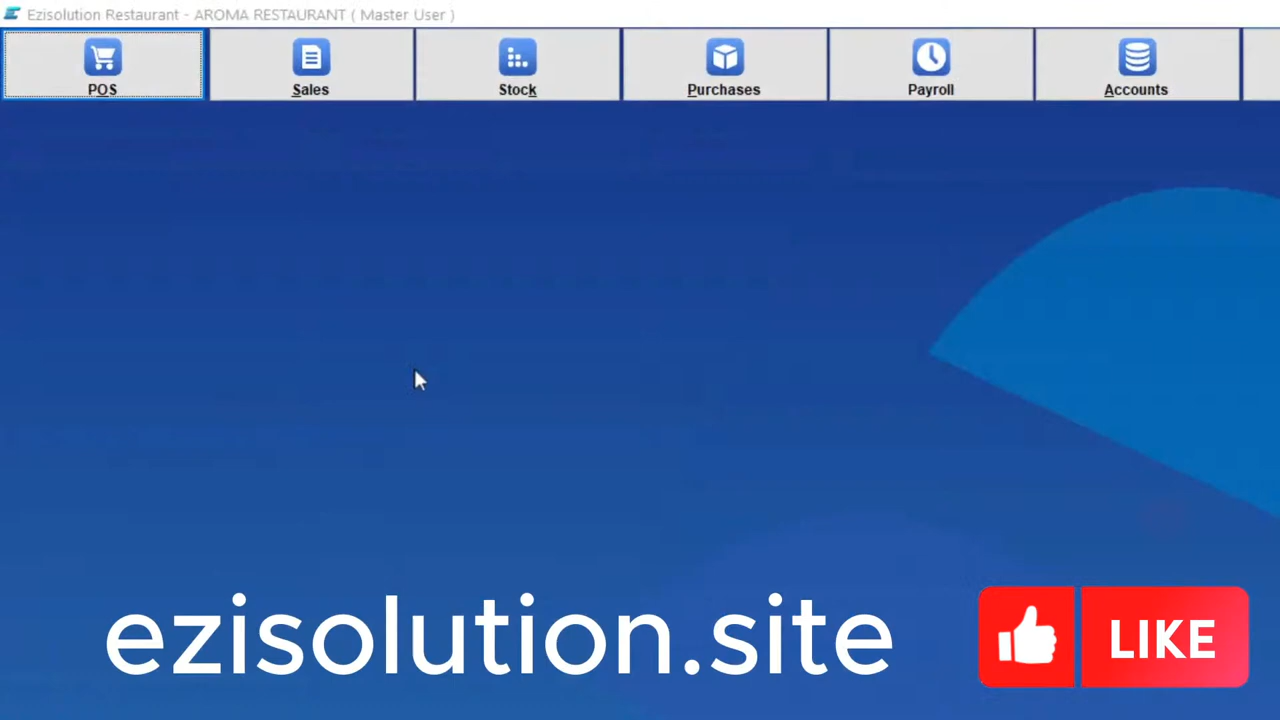 Ezisolution Restaurant - AROMA RESTAURANT ( Master User )
POS Sales Stock Purchases Payroll Accounts
ezisolution.site LIKE